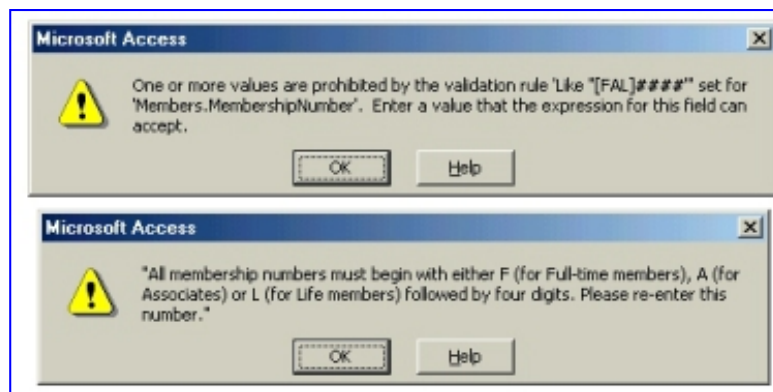 Microsoft Access
One or more values are prohibited by the validation rule 'Like "[FAL]####"' set for
'Members.MembershipNumber'. Enter a value that the expression for this field can
accept.
OK
Help
Microsoft Access
"All membership numbers must begin with either F (for Full-time members), A (for
Associates) or L (for Life members) followed by four digits. Please re-enter this
number."
OK
Help